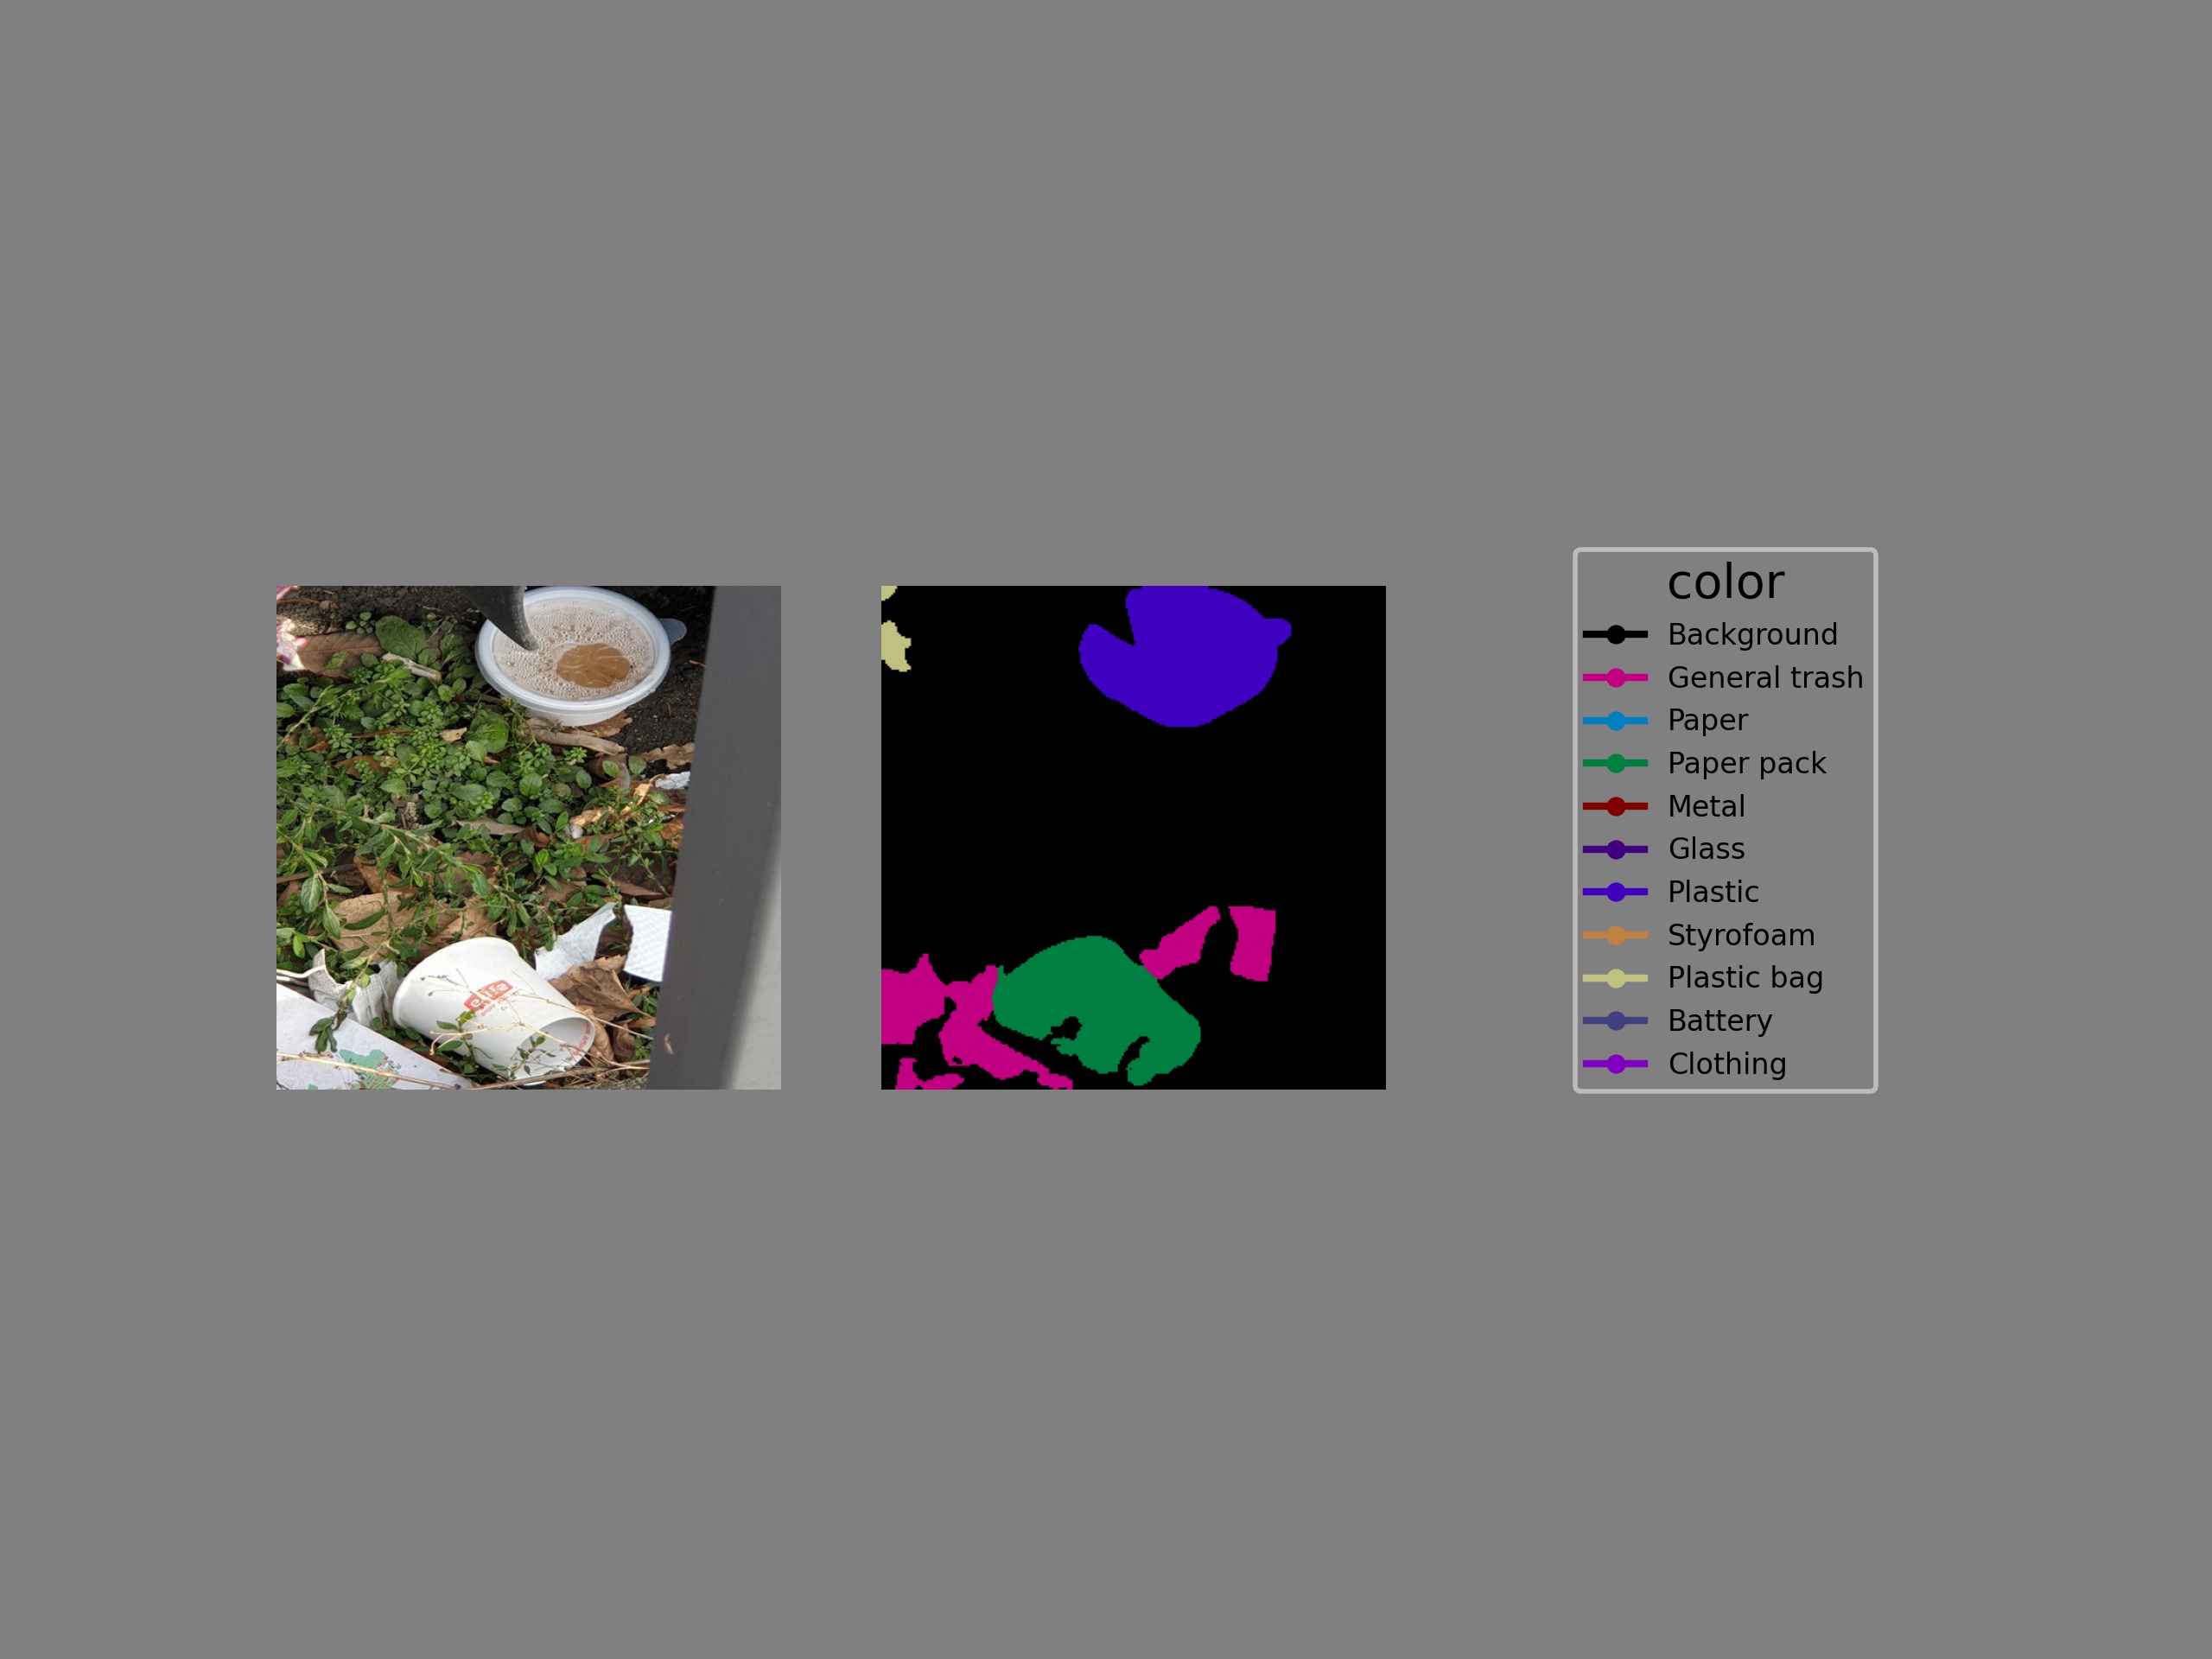 color
Background
General trash
Paper
Paper pack
Metal
Glass
Plastic
Styrofoam
Plastic bag
Battery
Clothing